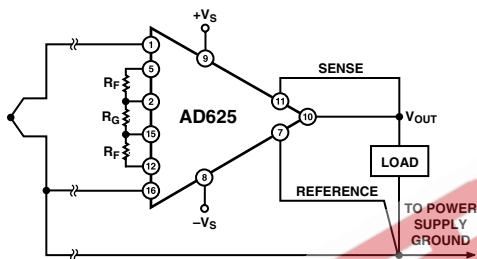 +VS
1
9
5
SENSE
RF
2
11
RG
AD625
10
VOUT
15
7
RF
LOAD
12
8
16
REFERENCE
–VS
TO POWER
SUPPLY
GROUND